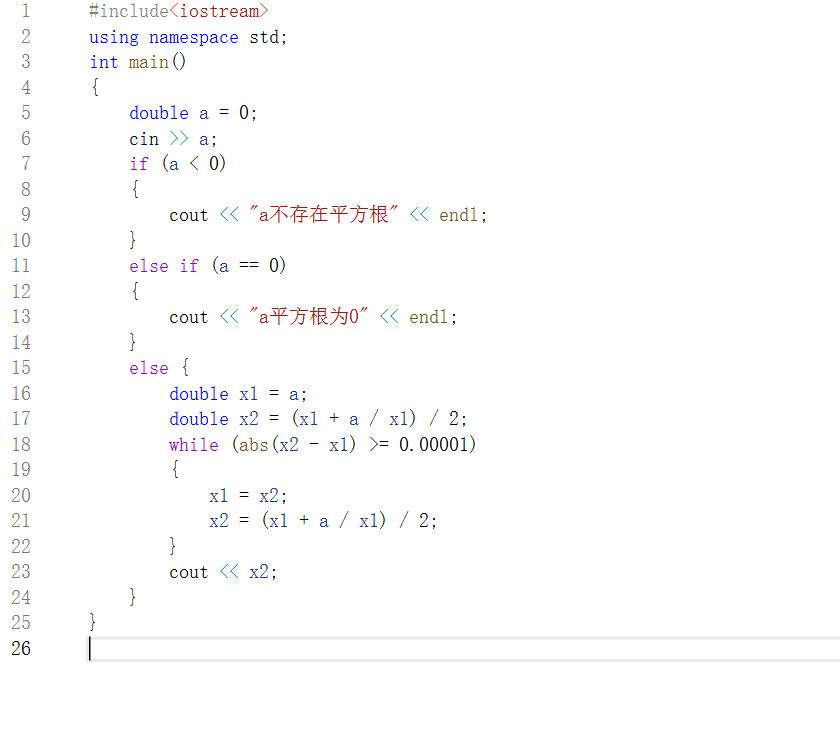 1 #include<iostream>
2 using namespace std;
3 int main()
4 {
5 double a = 0;
6 cin >> a;
7 if (a < 0)
8 {
9 cout << "a不存在平方根" << endl;
10 }
11 else if (a == 0)
12 {
13 cout << "a平方根为0" << endl;
14 }
15 else {
16 double x1 = a;
17 double x2 = (x1 + a / x1) / 2;
18 while (abs(x2 - x1) >= 0.00001)
19 {
20 x1 = x2;
21 x2 = (x1 + a / x1) / 2;
22 }
23 cout << x2;
24 }
25 }
26